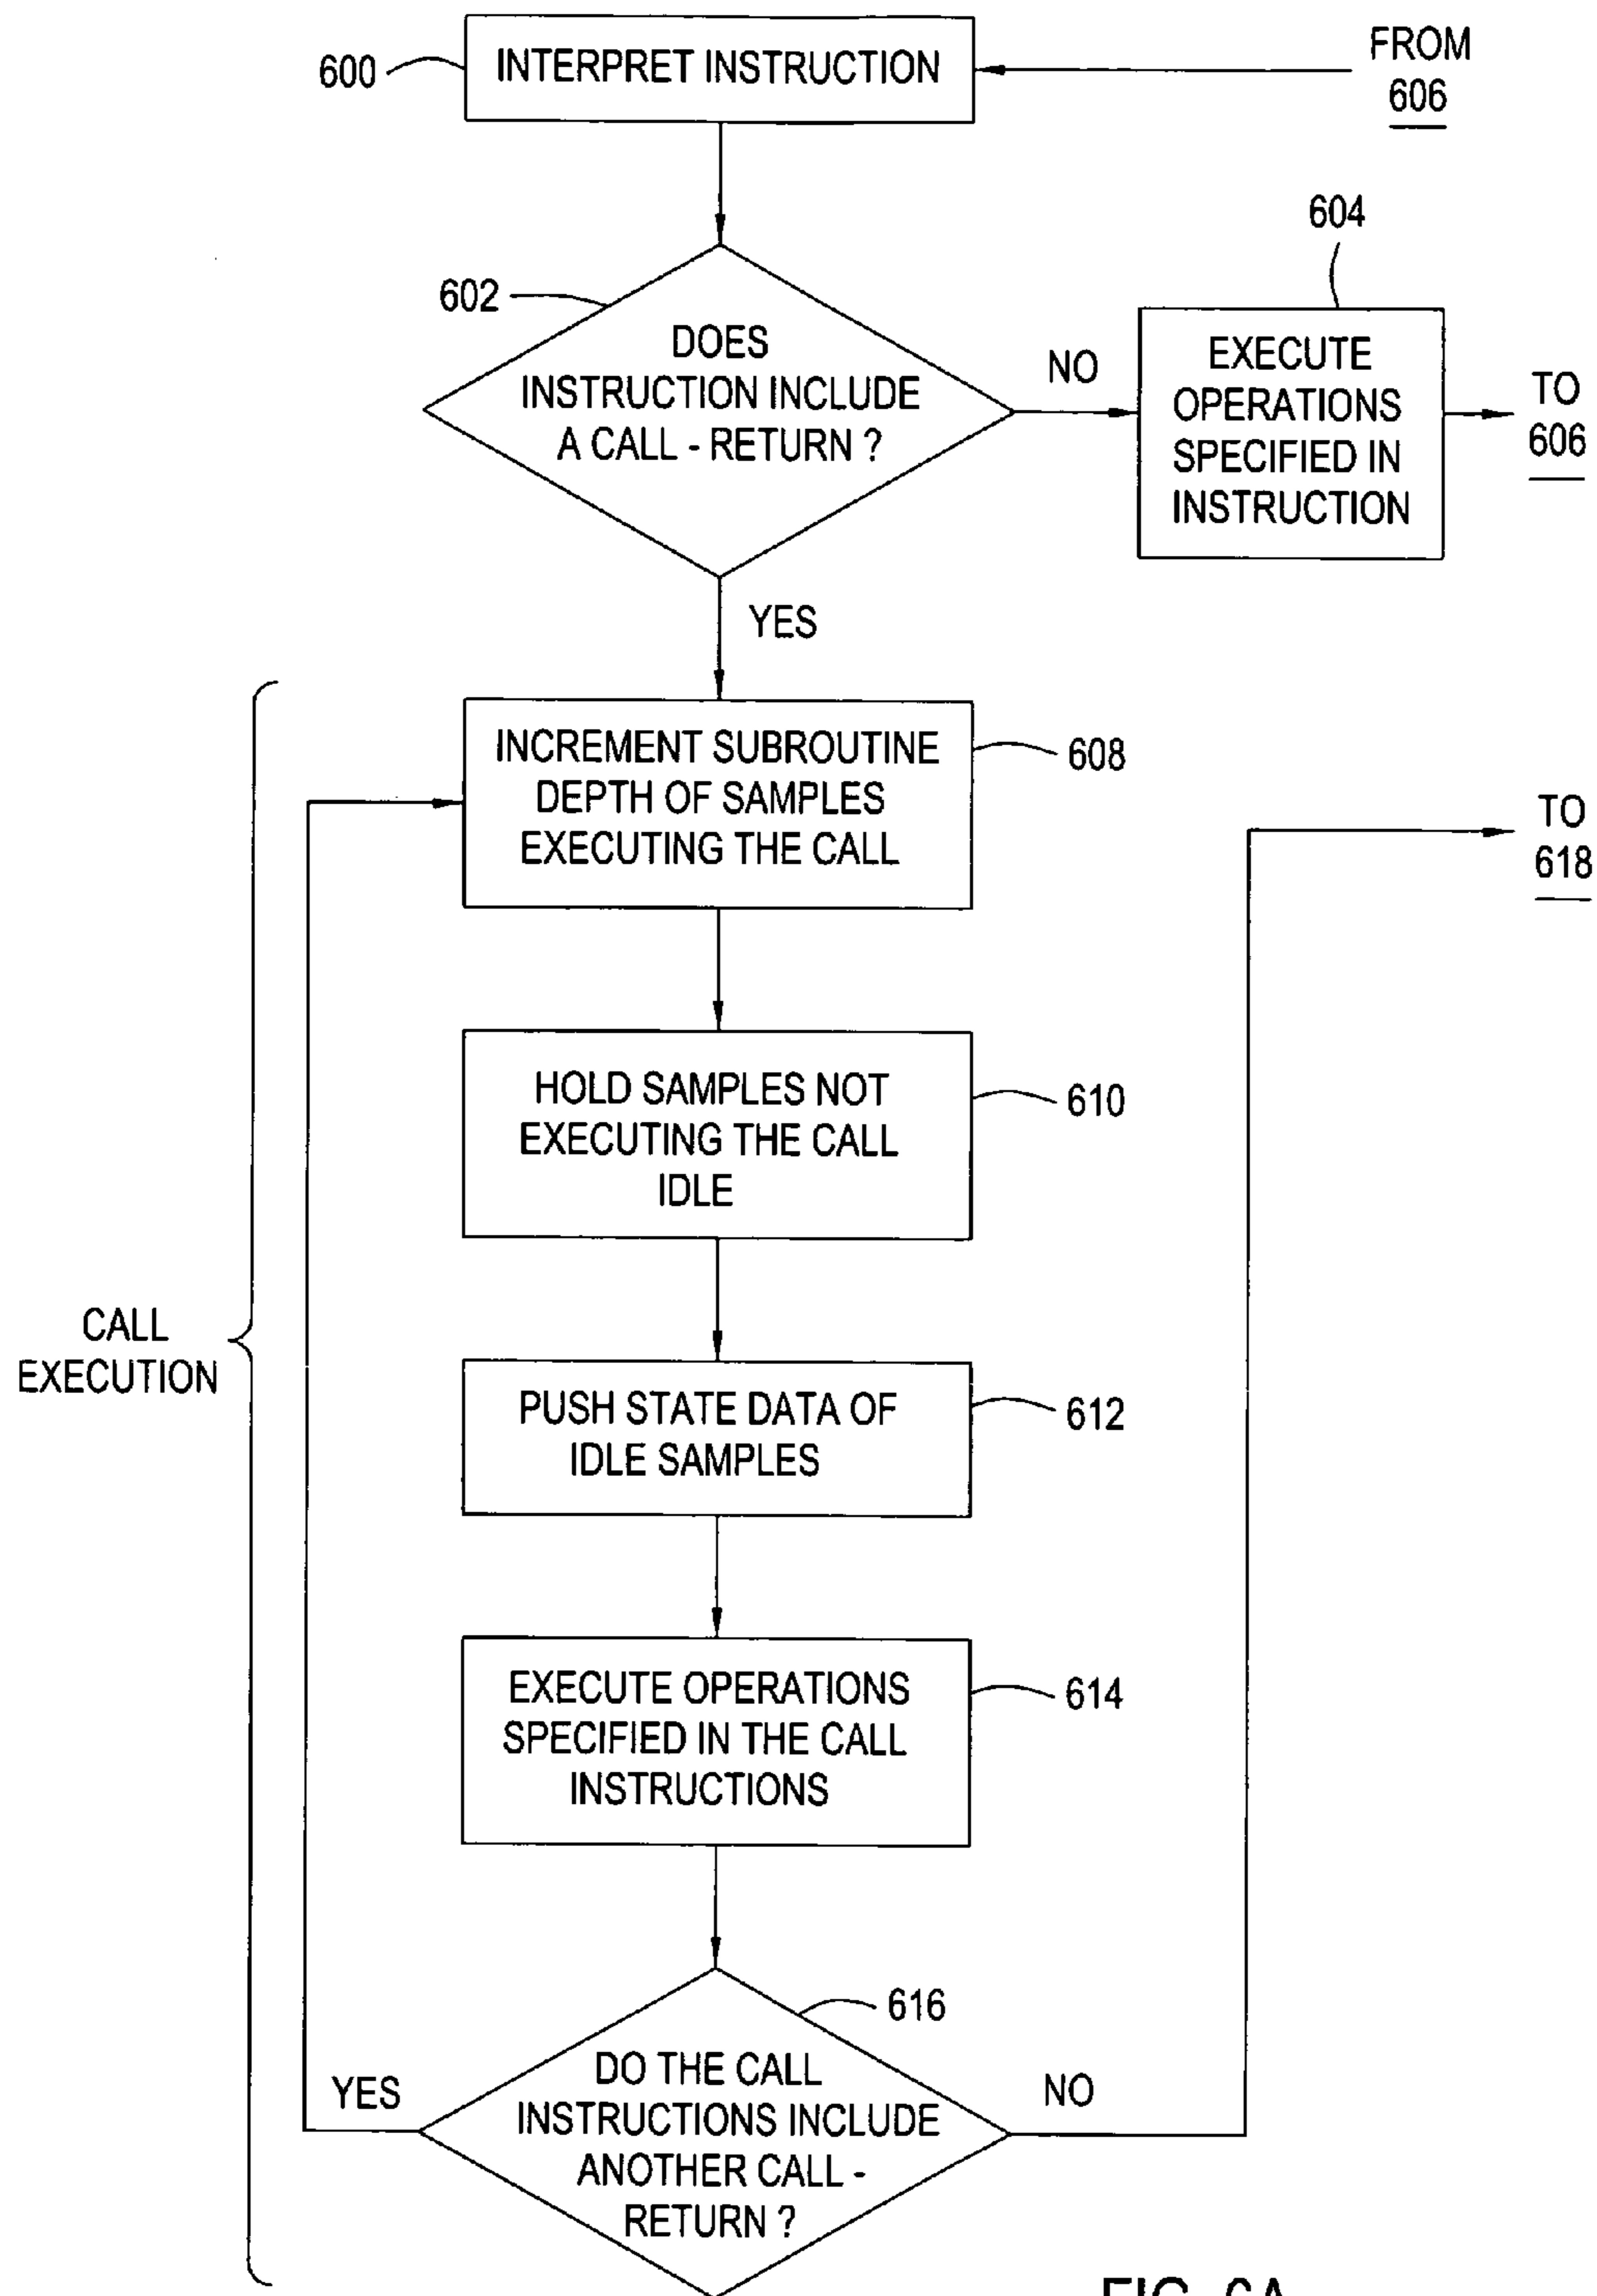 600
INTERPRET INSTRUCTION
FROM
606
602
DOES
INSTRUCTION INCLUDE
A CALL - RETURN ?
NO
604
EXECUTE
OPERATIONS
SPECIFIED IN
INSTRUCTION
TO
606
YES
INCREMENT SUBROUTINE
DEPTH OF SAMPLES
EXECUTING THE CALL
608
TO
618
HOLD SAMPLES NOT
EXECUTING THE CALL
IDLE
610
CALL
EXECUTION
PUSH STATE DATA OF
IDLE SAMPLES
612
EXECUTE OPERATIONS
SPECIFIED IN THE CALL
INSTRUCTIONS
614
616
DO THE CALL
INSTRUCTIONS INCLUDE
ANOTHER CALL -
RETURN ?
YES
NO
FIG. 6A